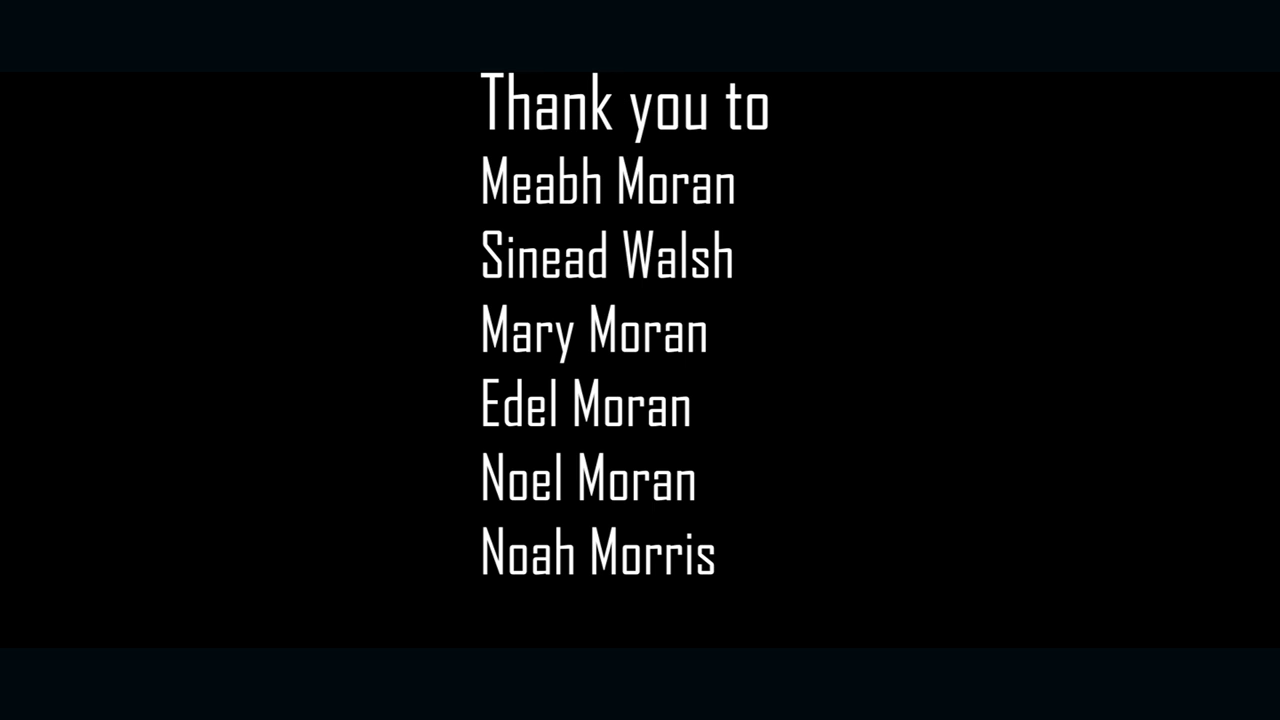 Thank you to
Meabh Moran
Sinead Walsh
Mary Moran
Edel Moran
Noel Moran
Noah Morris